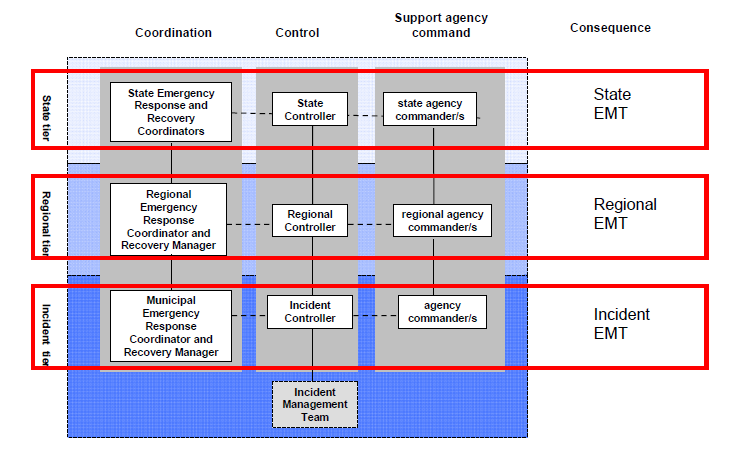 Coordination
Control
Support agency
command
Consequence
State tier
State Emergency
Response and
Recovery
Coordinators
State
Controller
state agency
commander/s
State
EMT
Regional tier
Regional
Emergency
Response
Coordinator and
Recovery Manager
Regional
Controller
regional agency
commander/s
Regional
EMT
Incident tier
Municipal
Emergency
Response
Coordinator and
Recovery Manager
Incident
Controller
agency
commander/s
Incident
EMT
Incident
Management
Team